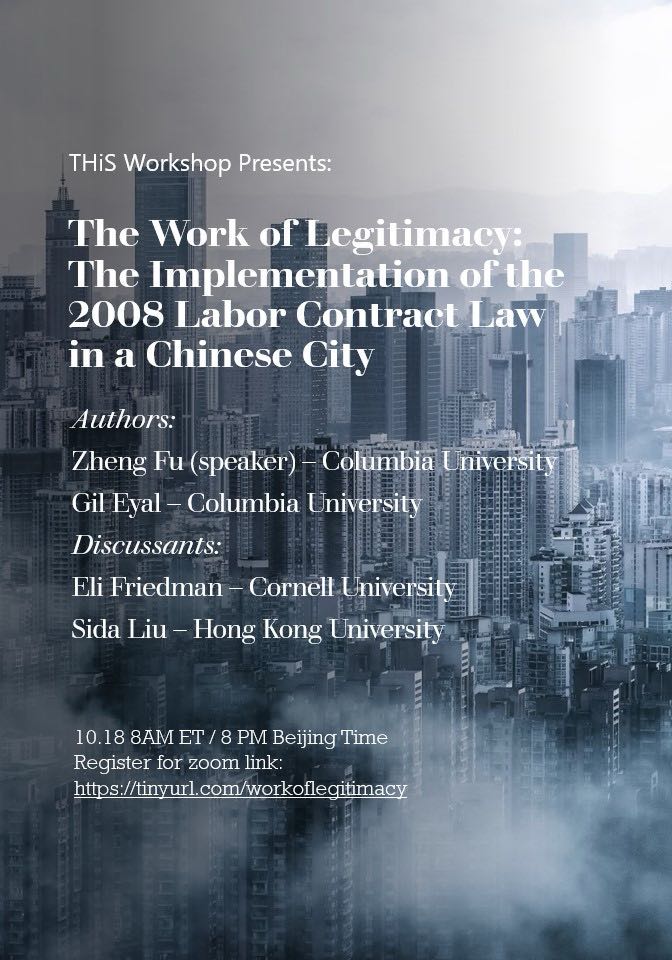 THiS Workshop Presents:
The Work of Legitimacy:
The Implementation of the
2008 Labor Contract Law
in a Chinese City
Authors:
Zheng Fu (speaker) – Columbia University
Gil Eyal – Columbia University
Discussants:
Eli Friedman – Cornell University
Sida Liu – Hong Kong University
10.18 8AM ET / 8 PM Beijing Time
Register for zoom link:
https://tinyurl.com/workoflegitimacy